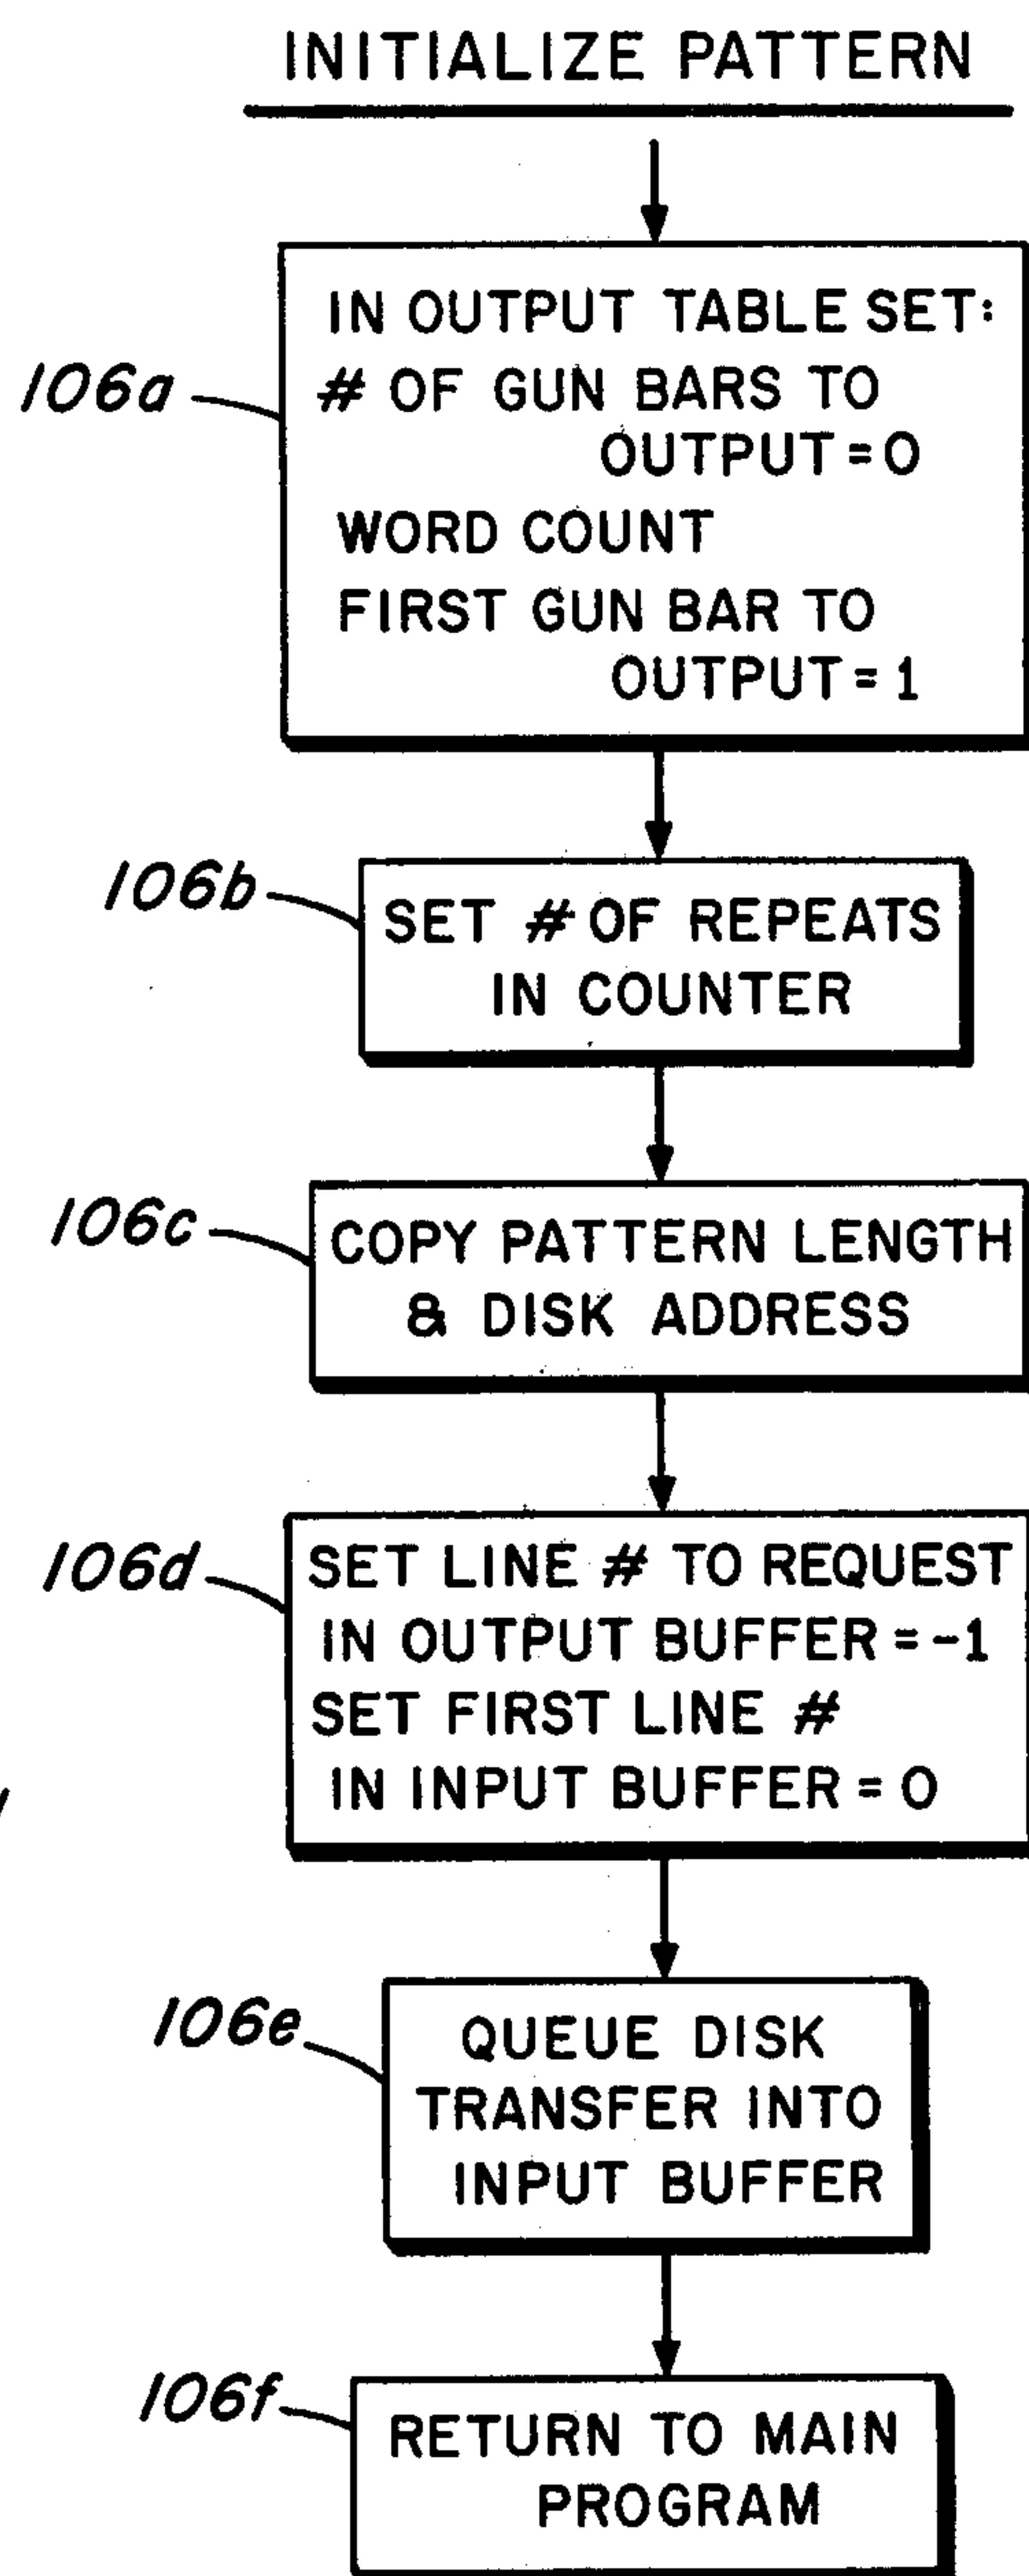 INITIALIZE PATTERN
106a
IN OUTPUT TABLE SET:
# OF GUN BARS TO
OUTPUT = 0
WORD COUNT
FIRST GUN BAR TO
OUTPUT = 1
106b
SET # OF REPEATS
IN COUNTER
106c
COPY PATTERN LENGTH
& DISK ADDRESS
106d
SET LINE # TO REQUEST
IN OUTPUT BUFFER = -1
SET FIRST LINE #
IN INPUT BUFFER = 0
106e
QUEUE DISK
TRANSFER INTO
INPUT BUFFER
106f
RETURN TO MAIN
PROGRAM